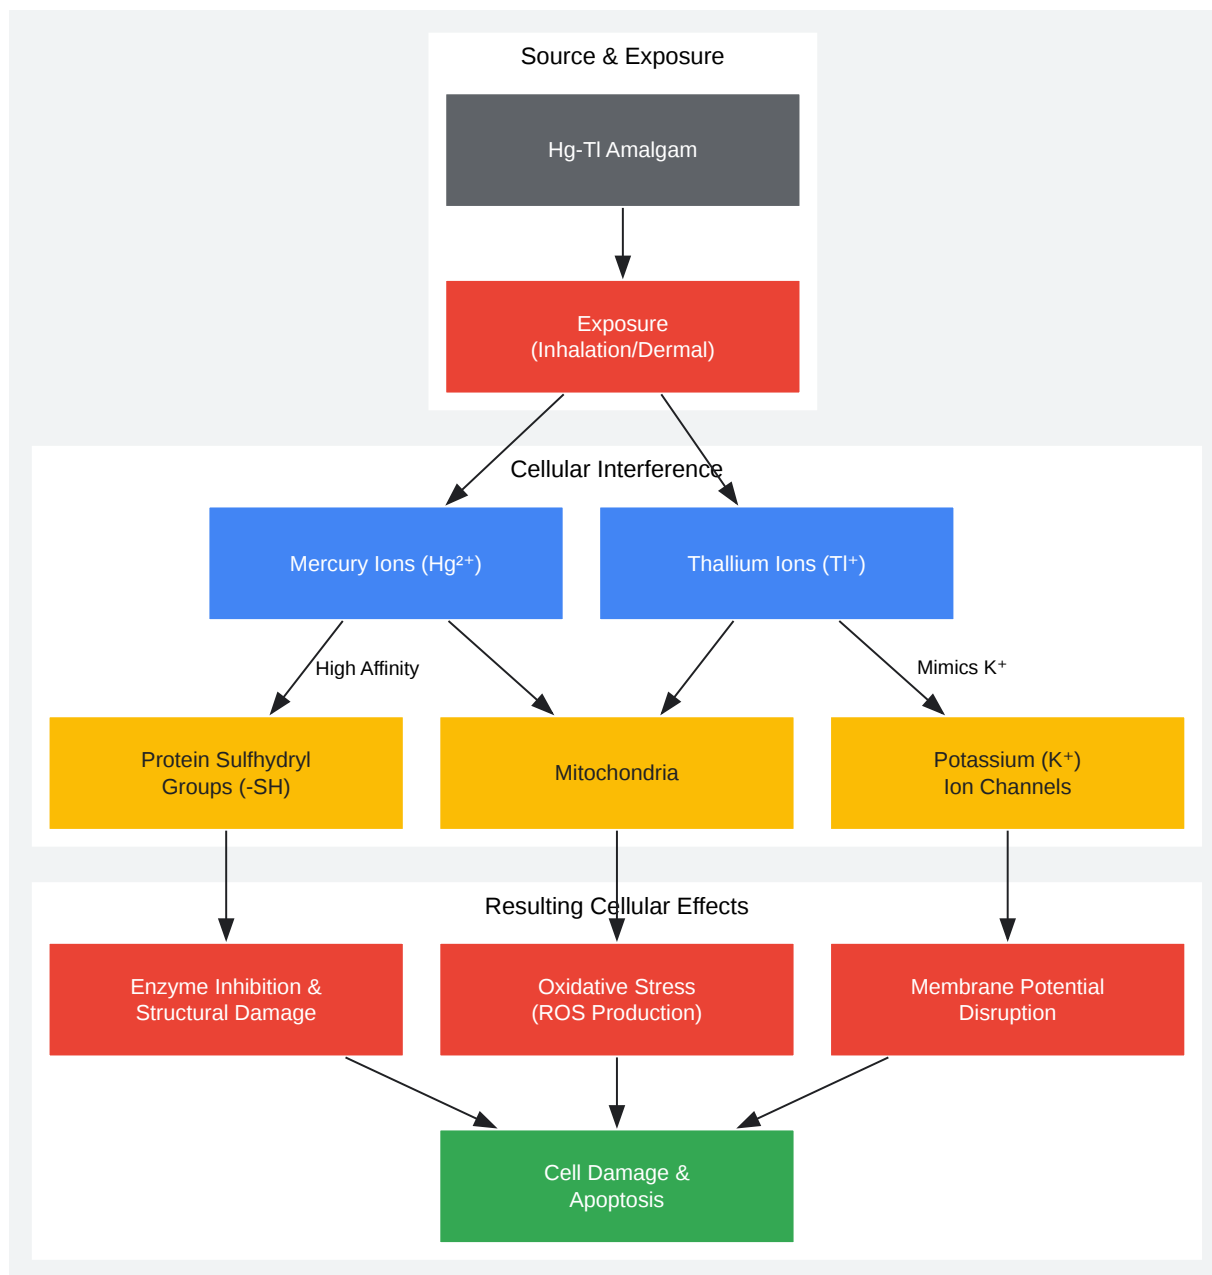 Source & Exposure
Hg-Tl Amalgam
Exposure
(Inhalation/Dermal)
Cellular Interference
Mercury Ions (Hg²⁺)
Thallium Ions (Tl⁺)
High Affinity
Mimics K⁺
Protein Sulfhydryl
Groups (-SH)
Mitochondria
Potassium (K⁺)
Ion Channels
Resulting Cellular Effects
Enzyme Inhibition &
Structural Damage
Oxidative Stress
(ROS Production)
Membrane Potential
Disruption
Cell Damage &
Apoptosis